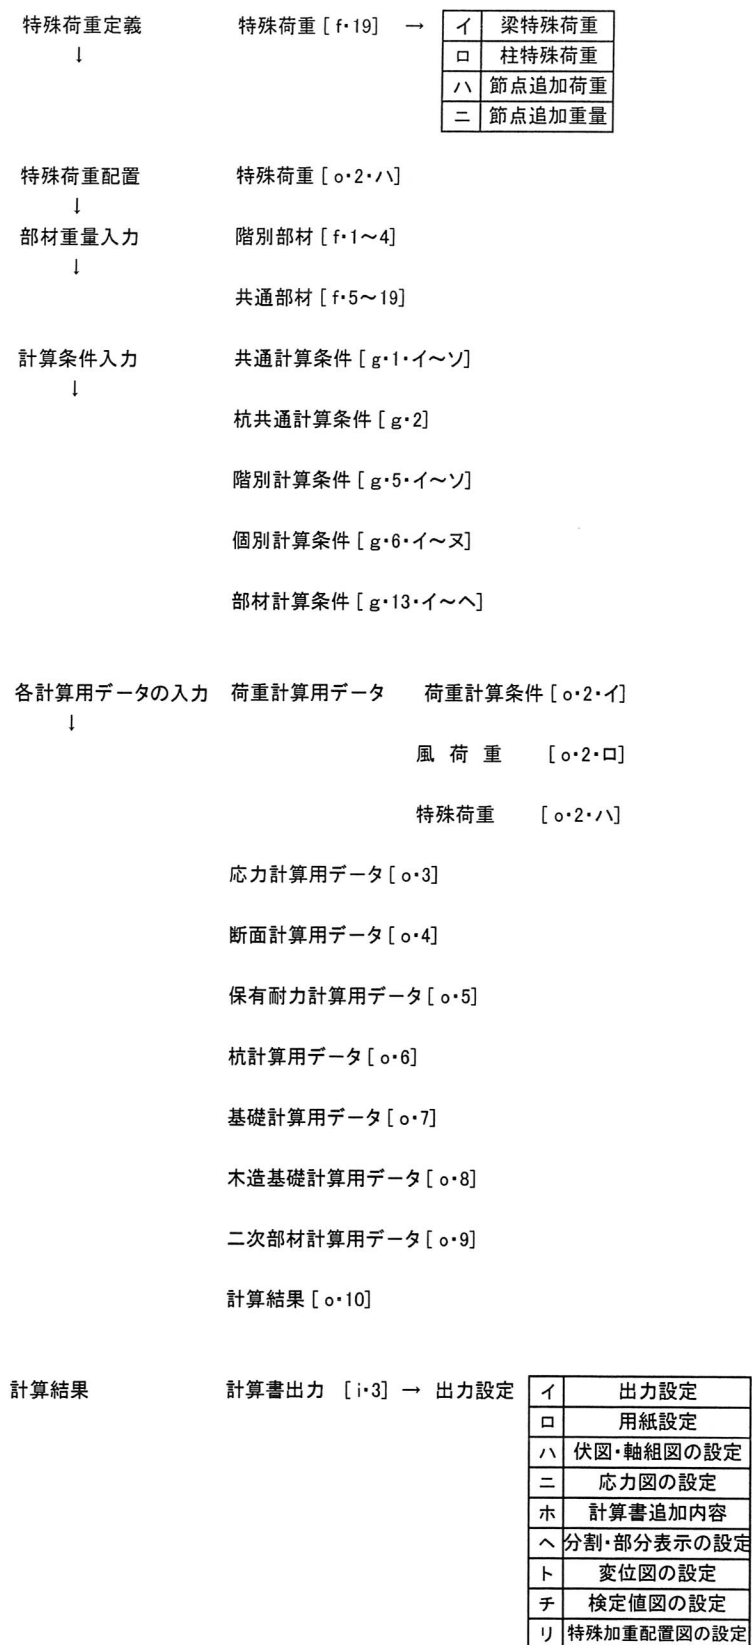 特殊荷重定義 特殊荷重[f・19] → イ 梁特殊荷重
↓ ロ 柱特殊荷重
ハ 節点追加荷重
ニ 節点追加重量
特殊荷重配置 特殊荷重[o・2・ハ]
↓
部材重量入力 階別部材[f・1～4]
↓
共通部材[f・5～19]
計算条件入力 共通計算条件[g・1・イ～ソ]
↓
杭共通計算条件[g・2]
階別計算条件[g・5・イ～ソ]
個別計算条件[g・6・イ～ヌ]
部材計算条件[g・13・イ～ヘ]
各計算用データの入力 荷重計算用データ 荷重計算条件[o・2・イ]
↓
風 荷 重 [o・2・ロ]
特殊荷重 [o・2・ハ]
応力計算用データ[o・3]
断面計算用データ[o・4]
保有耐力計算用データ[o・5]
杭計算用データ[o・6]
基礎計算用データ[o・7]
木造基礎計算用データ[o・8]
二次部材計算用データ[o・9]
計算結果[o・10]
計算結果 計算書出力 [i・3] → 出力設定 イ 出力設定
ロ 用紙設定
ハ 伏図・軸組図の設定
ニ 応力図の設定
ホ 計算書追加内容
ヘ 分割・部分表示の設定
ト 変位図の設定
チ 検定値図の設定
リ 特殊加重配置図の設定